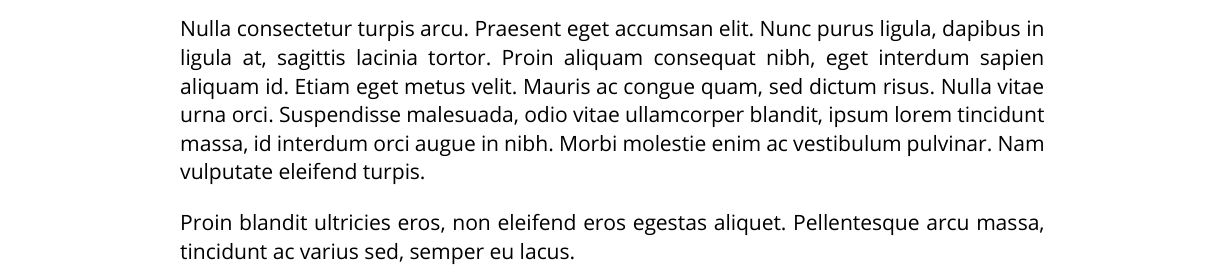 Nulla consectetur turpis arcu. Praesent eget accumsan elit. Nunc purus ligula, dapibus in
ligula at, sagittis lacinia tortor. Proin aliquam consequat nibh, eget interdum sapien
aliquam id. Etiam eget metus velit. Mauris ac congue quam, sed dictum risus. Nulla vitae
urna orci. Suspendisse malesuada, odio vitae ullamcorper blandit, ipsum lorem tincidunt
massa, id interdum orci augue in nibh. Morbi molestie enim ac vestibulum pulvinar. Nam
vulputate eleifend turpis.
Proin blandit ultricies eros, non eleifend eros egestas aliquet. Pellentesque arcu massa,
tincidunt ac varius sed, semper eu lacus.